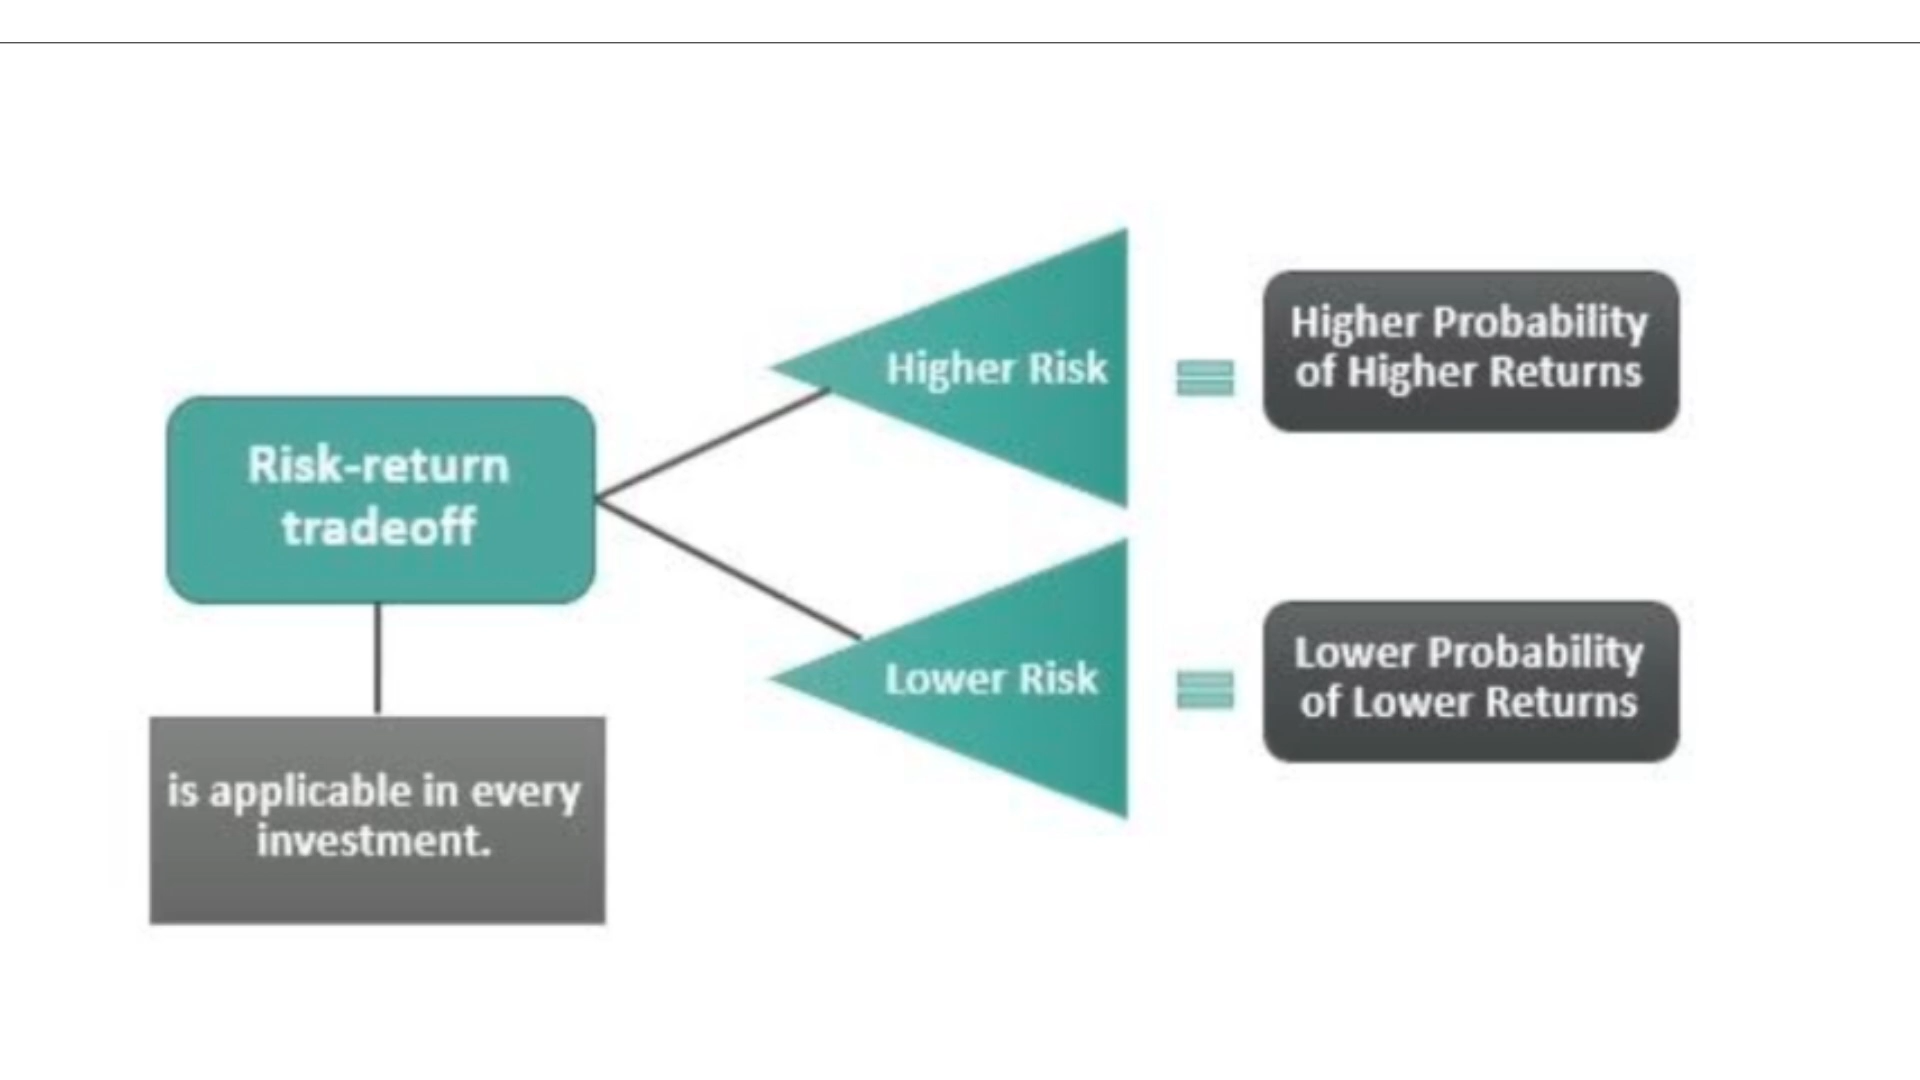 Risk-return
tradeoff
is applicable in every
investment.
Higher Risk
Higher Probability
of Higher Returns
Lower Risk
Lower Probability
of Lower Returns